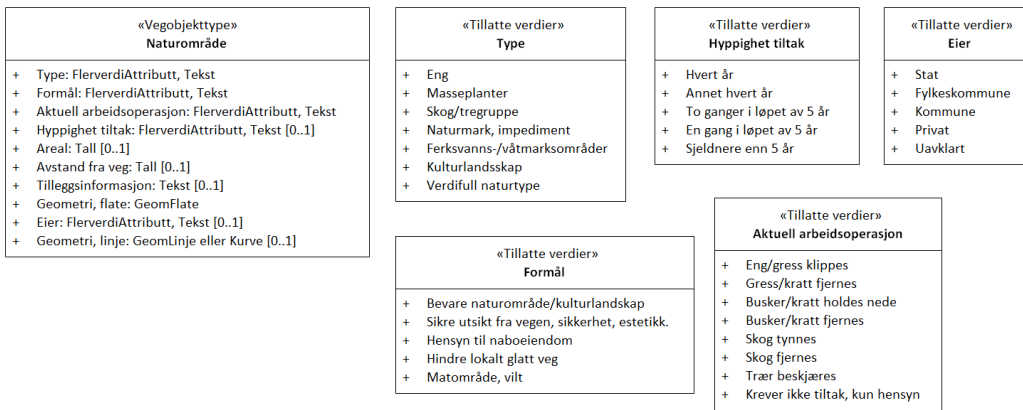 «Vegobjekttype»
Naturområde
+ Type: FlerverdiAttributt, Tekst
+ Formål: FlerverdiAttributt, Tekst
+ Aktuell arbeidsoperasjon: FlerverdiAttributt, Tekst
+ Hyppighet tiltak: FlerverdiAttributt, Tekst [0..1]
+ Areal: Tall [0..1]
+ Avstand fra veg: Tall [0..1]
+ Tilleggsinformasjon: Tekst [0..1]
+ Geometri, flate: GeomFlate
+ Eier: FlerverdiAttributt, Tekst [0..1]
+ Geometri, linje: GeomLinje eller Kurve [0..1]
«Tillatte verdier»
Type
+ Eng
+ Masseplanter
+ Skog/tregruppe
+ Naturmark, impediment
+ Ferksvanns-/våtmarksområder
+ Kulturlandsskap
+ Verdifull naturtype
«Tillatte verdier»
Hyppighet tiltak
+ Hvert år
+ Annet hvert år
+ To ganger i løpet av 5 år
+ En gang i løpet av 5 år
+ Sjeldnere enn 5 år
«Tillatte verdier»
Eier
+ Stat
+ Fylkeskommune
+ Kommune
+ Privat
+ Uavklart
«Tillatte verdier»
Formål
+ Bevare naturområde/kulturlandskap
+ Sikre utsikt fra vegen, sikkerhet, estetikk.
+ Hensyn til naboeiendom
+ Hindre lokalt glatt veg
+ Matområde, vilt
«Tillatte verdier»
Aktuell arbeidsoperasjon
+ Eng/gress klippes
+ Gress/kratt fjernes
+ Busker/kratt holdes nede
+ Busker/kratt fjernes
+ Skog tynnes
+ Skog fjernes
+ Trær beskjæres
+ Krever ikke tiltak, kun hensyn